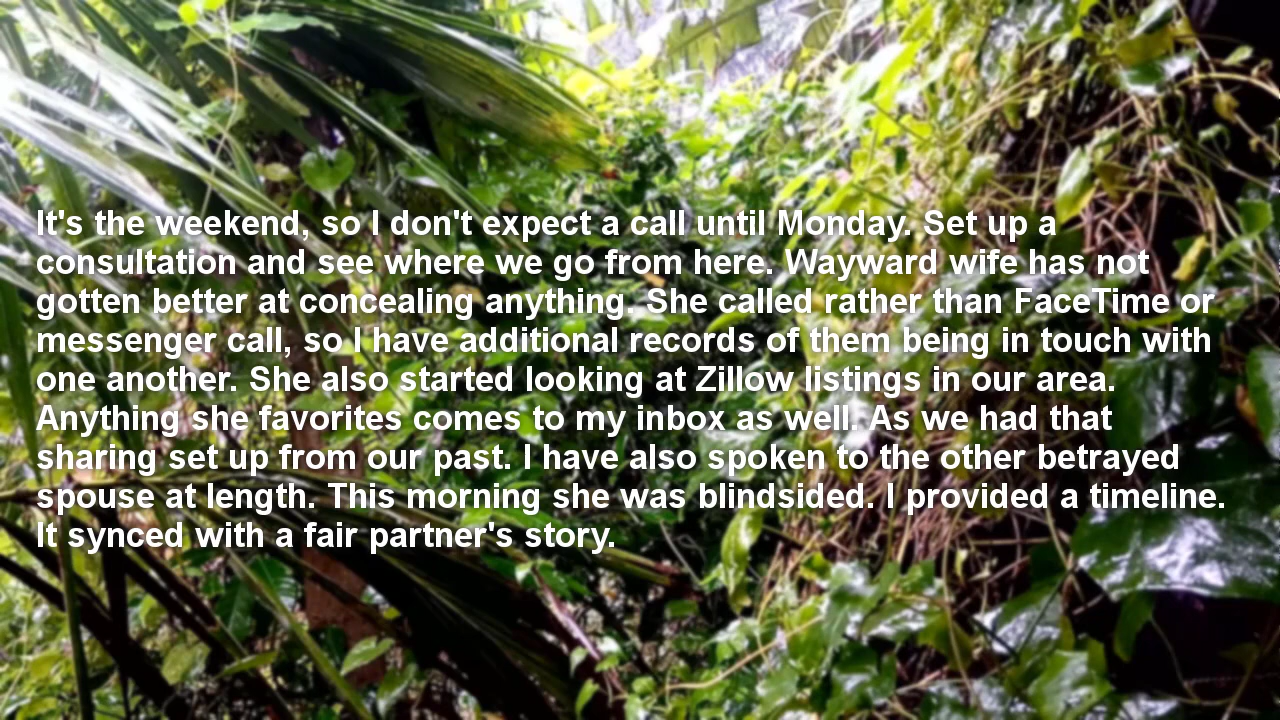 It's the weekend, so I don't expect a call until Monday. Set up a
consultation and see where we go from here. Wayward wife has not
gotten better at concealing anything. She called rather than FaceTime or
messenger call, so I have additional records of them being in touch with
one another. She also started looking at Zillow listings in our area.
Anything she favorites comes to my inbox as well. As we had that
sharing set up from our past. I have also spoken to the other betrayed
spouse at length. This morning she was blindsided. I provided a timeline.
It synced with a fair partner's story.